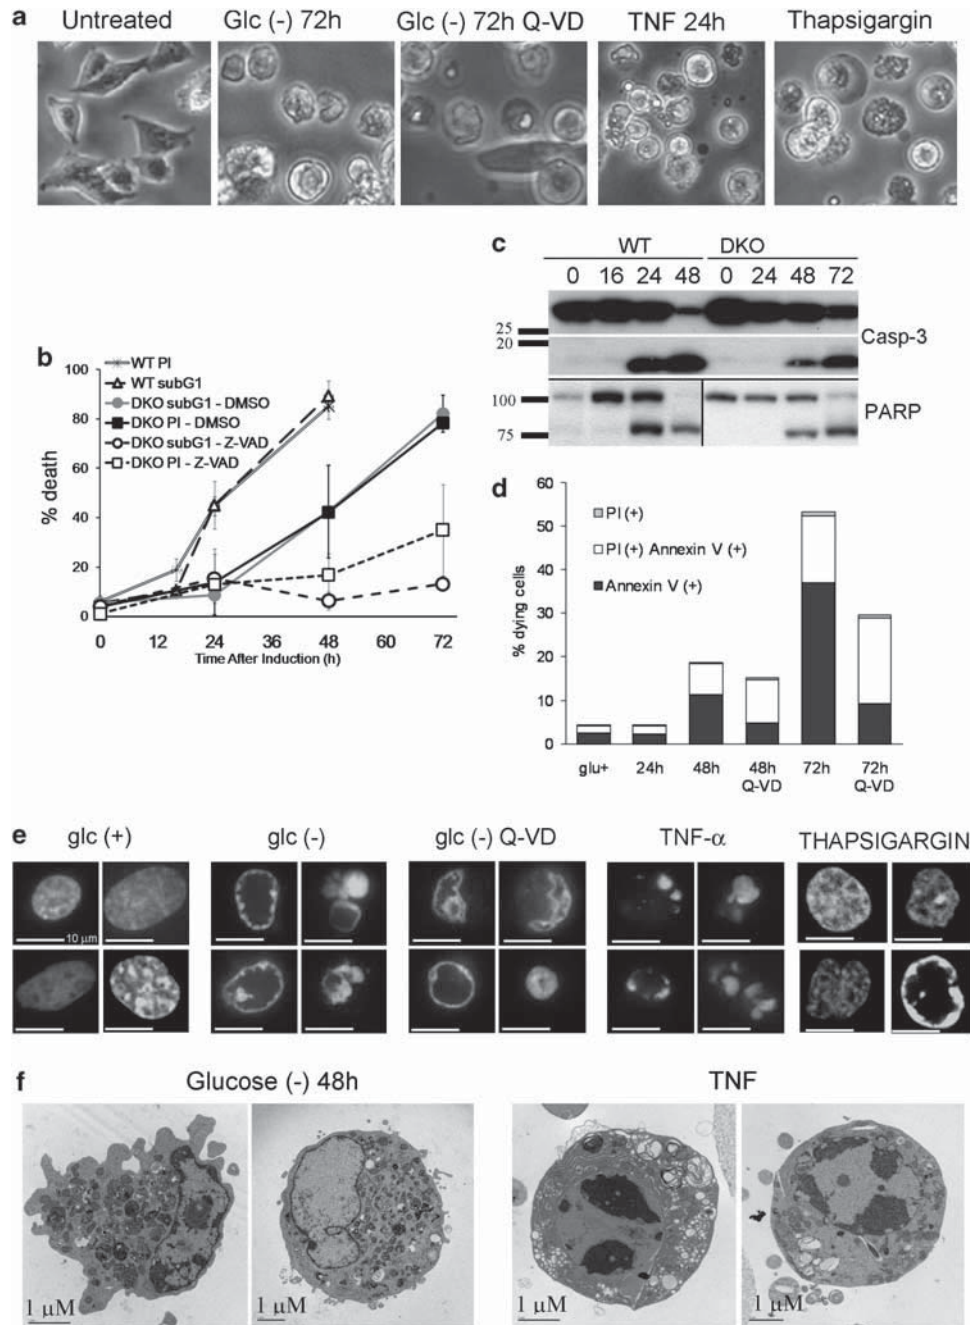 a
Untreated
Glc (-) 72h
Glc (-) 72h Q-VD
TNF 24h
Thapsigargin
b
% death
100
80
60
40
20
0
WT PI
WT subG1
DKO subG1 - DMSO
DKO PI - DMSO
DKO subG1 - Z-VAD
DKO PI - Z-VAD
0 12 24 36 48 60 72
Time After Induction (h)
c
WT DKO
0 16 24 48 0 24 48 72
25
20
Casp-3
100
75
PARP
d
% dying cells
60
50
40
30
20
10
0
PI (+)
PI (+) Annexin V (+)
Annexin V (+)
glu+ 24h 48h 48h Q-VD 72h 72h Q-VD
e
glc (+)
glc (-)
glc (-) Q-VD
TNF-α
THAPSIGARGIN
10 µm
f
Glucose (-) 48h
TNF
1 µM
1 µM
1 µM
1 µM